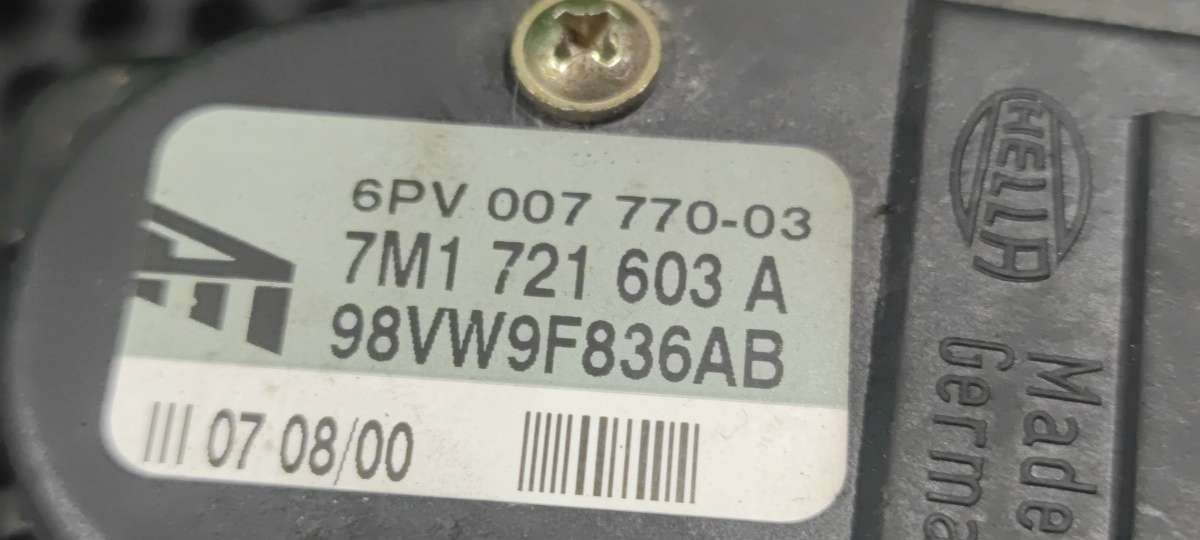 6PV 007 770-03
7M1 721 603 A
98VW9F836AB
07 08/00
HELLA
Made
Germa